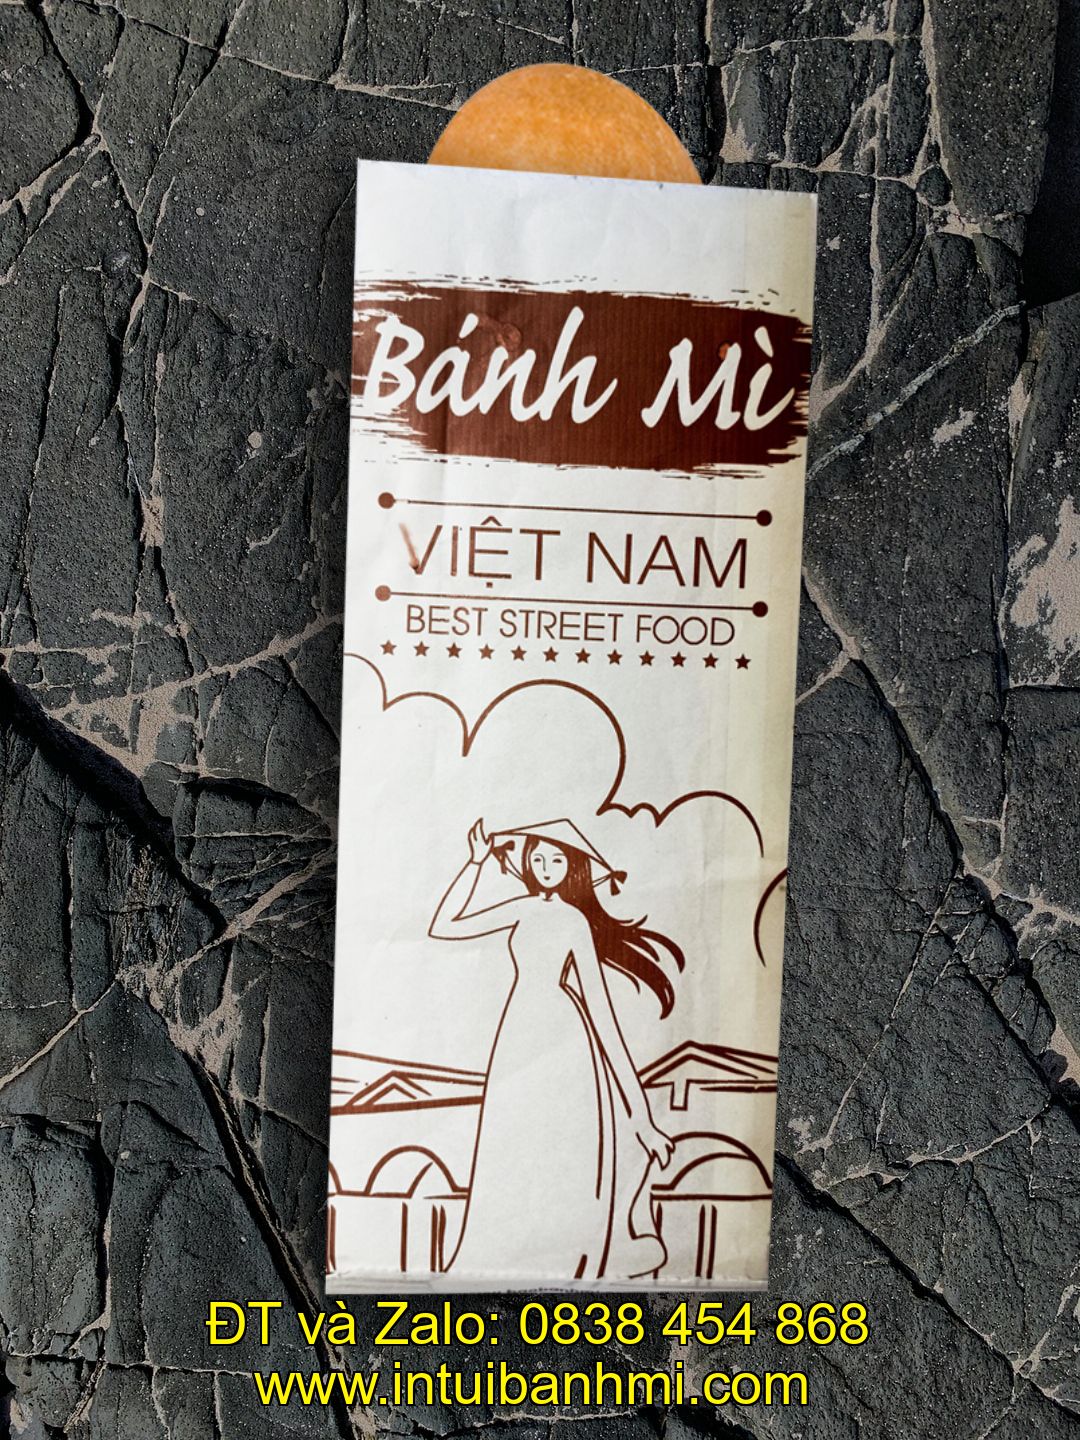 Bánh Mì
VIỆT NAM
BEST STREET FOOD
ĐT và Zalo: 0838 454 868
www.intuibanhmi.com